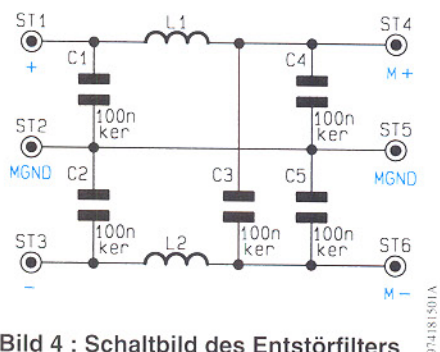 ST1
L1
ST4
+
C1
C4
M+
100n
ker
100n
ker
ST2
ST5
MGND
C2
C3
C5
MGND
100n
ker
100n
ker
100n
ker
ST3
L2
ST6
-
M-
974181501A
Bild 4 : Schaltbild des Entstörfilters